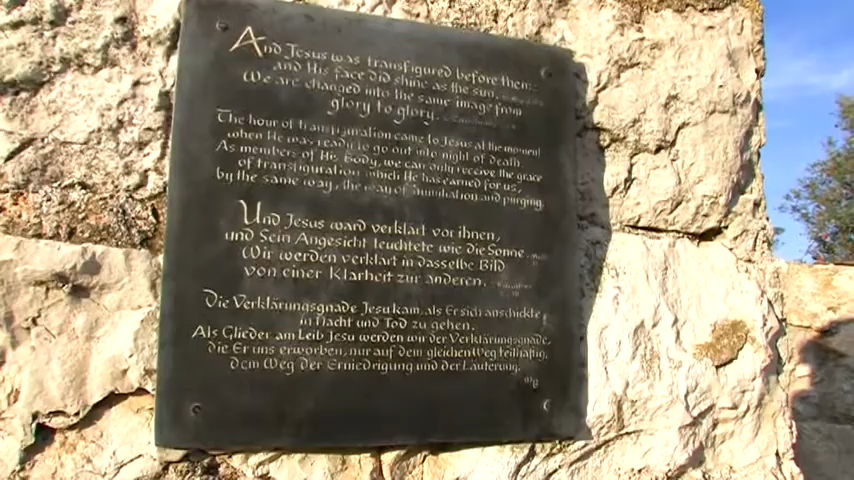 And Jesus was transfigured before them:
and His face did shine as the sun.
We are changed into the same image from
glory to glory.
The hour of transfiguration came to Jesus at the moment
when He was ready to go out into night of death.
As members of His body, we can only receive the grace
of transfiguration which He has earned for us,
by the same way, the way of humiliation and purging.
Und Jesus ward verklärt vor ihnen,
und Sein Angesicht leuchtete wie die Sonne.
Wir werden verklärt in dasselbe Bild
von einer Klarheit zur anderen.
Die Verklärungsgnade Jesu kam, als Er sich anschickte,
in Nacht und Tod zu gehen.
Als Glieder am Leib Jesu werden wir der Verklärungsgnade,
die Er uns erworben, nur auf dem gleichen Weg teilhaftig,
dem Weg der Erniedrigung und der Läuterung.